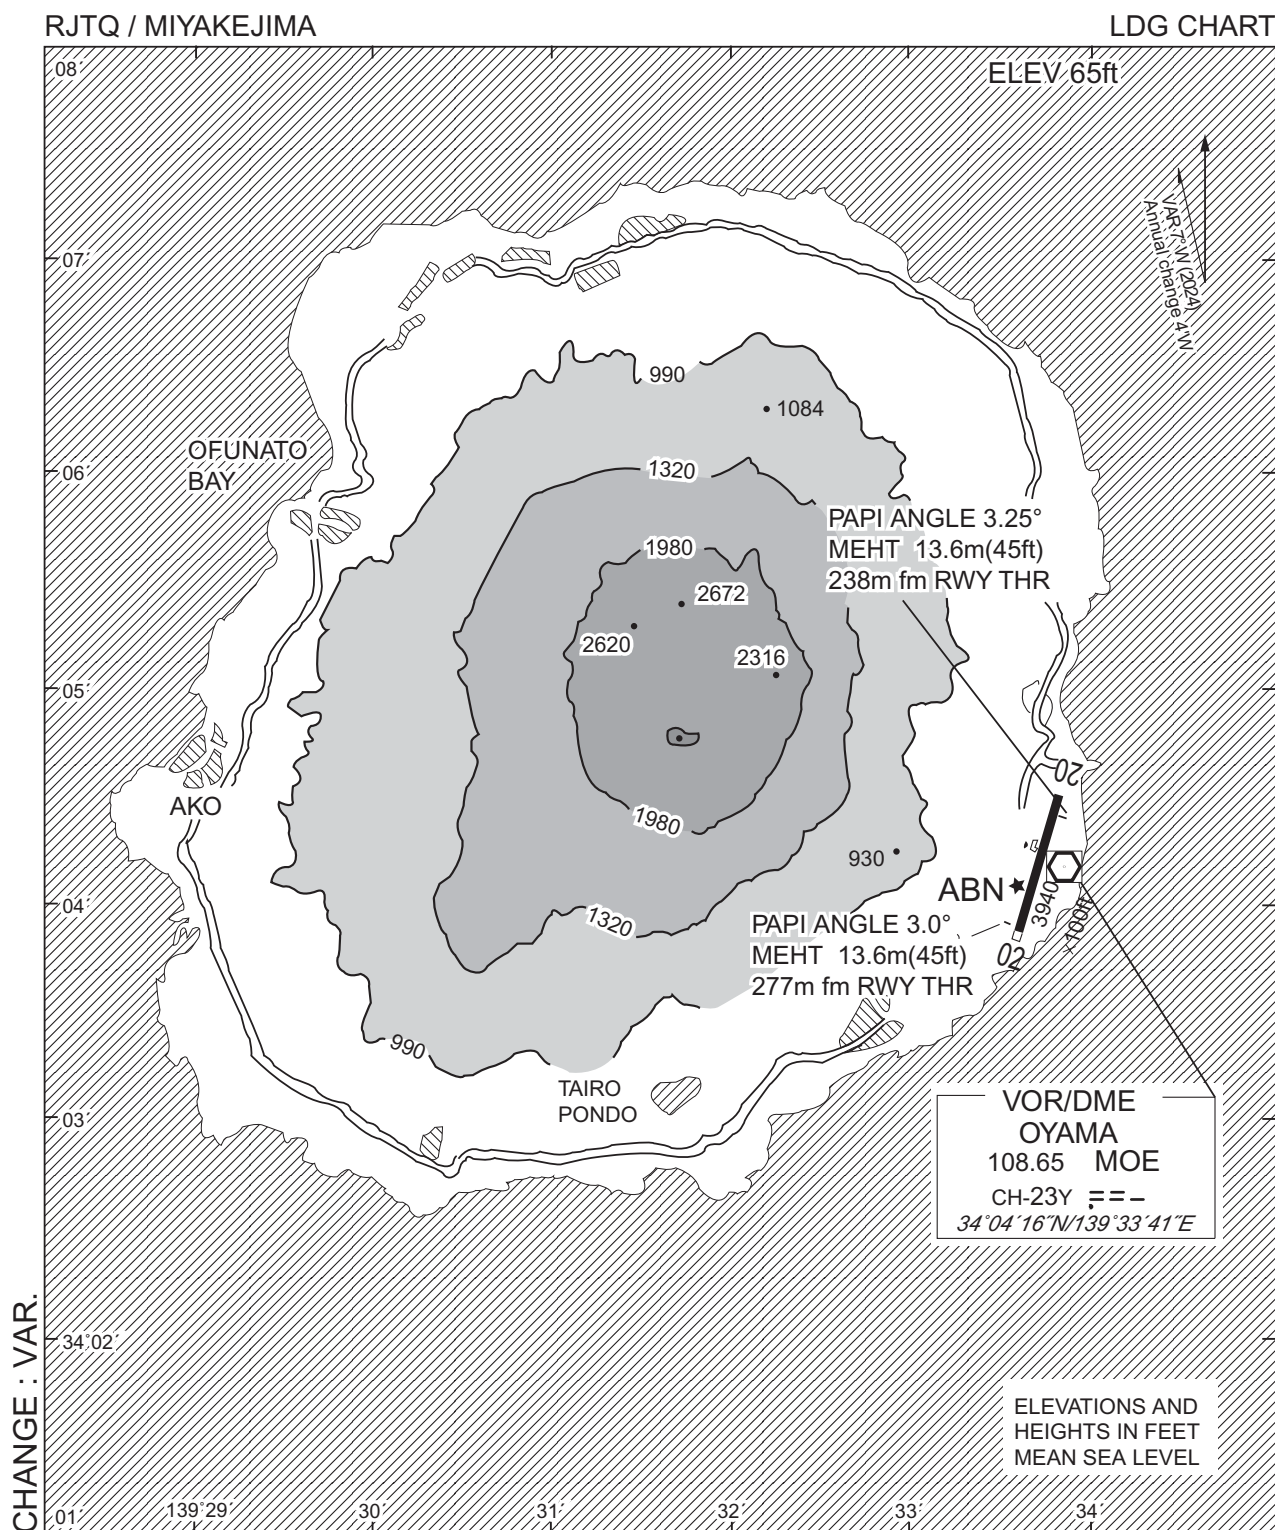 RJTQ / MIYAKEJIMA
LDG CHART
08´
ELEV 65ft
VAR 7°W (2024)
Annual change 4'W
07´
990
1084
OFUNATO
BAY
06´
1320
PAPI ANGLE 3.25°
MEHT 13.6m(45ft)
238m fm RWY THR
1980
2672
2620
2316
05´
20
AKO
1980
930
ABN
3940
×100ft
04´
1320
PAPI ANGLE 3.0°
MEHT 13.6m(45ft)
277m fm RWY THR
02
990
TAIRO
PONDO
03´
VOR/DME
OYAMA
108.65 MOE
CH-23Y
34°04´16˝N/139°33´41˝E
34°02´
ELEVATIONS AND
HEIGHTS IN FEET
MEAN SEA LEVEL
01´
139°29´
30´
31´
32´
33´
34´
CHANGE : VAR.